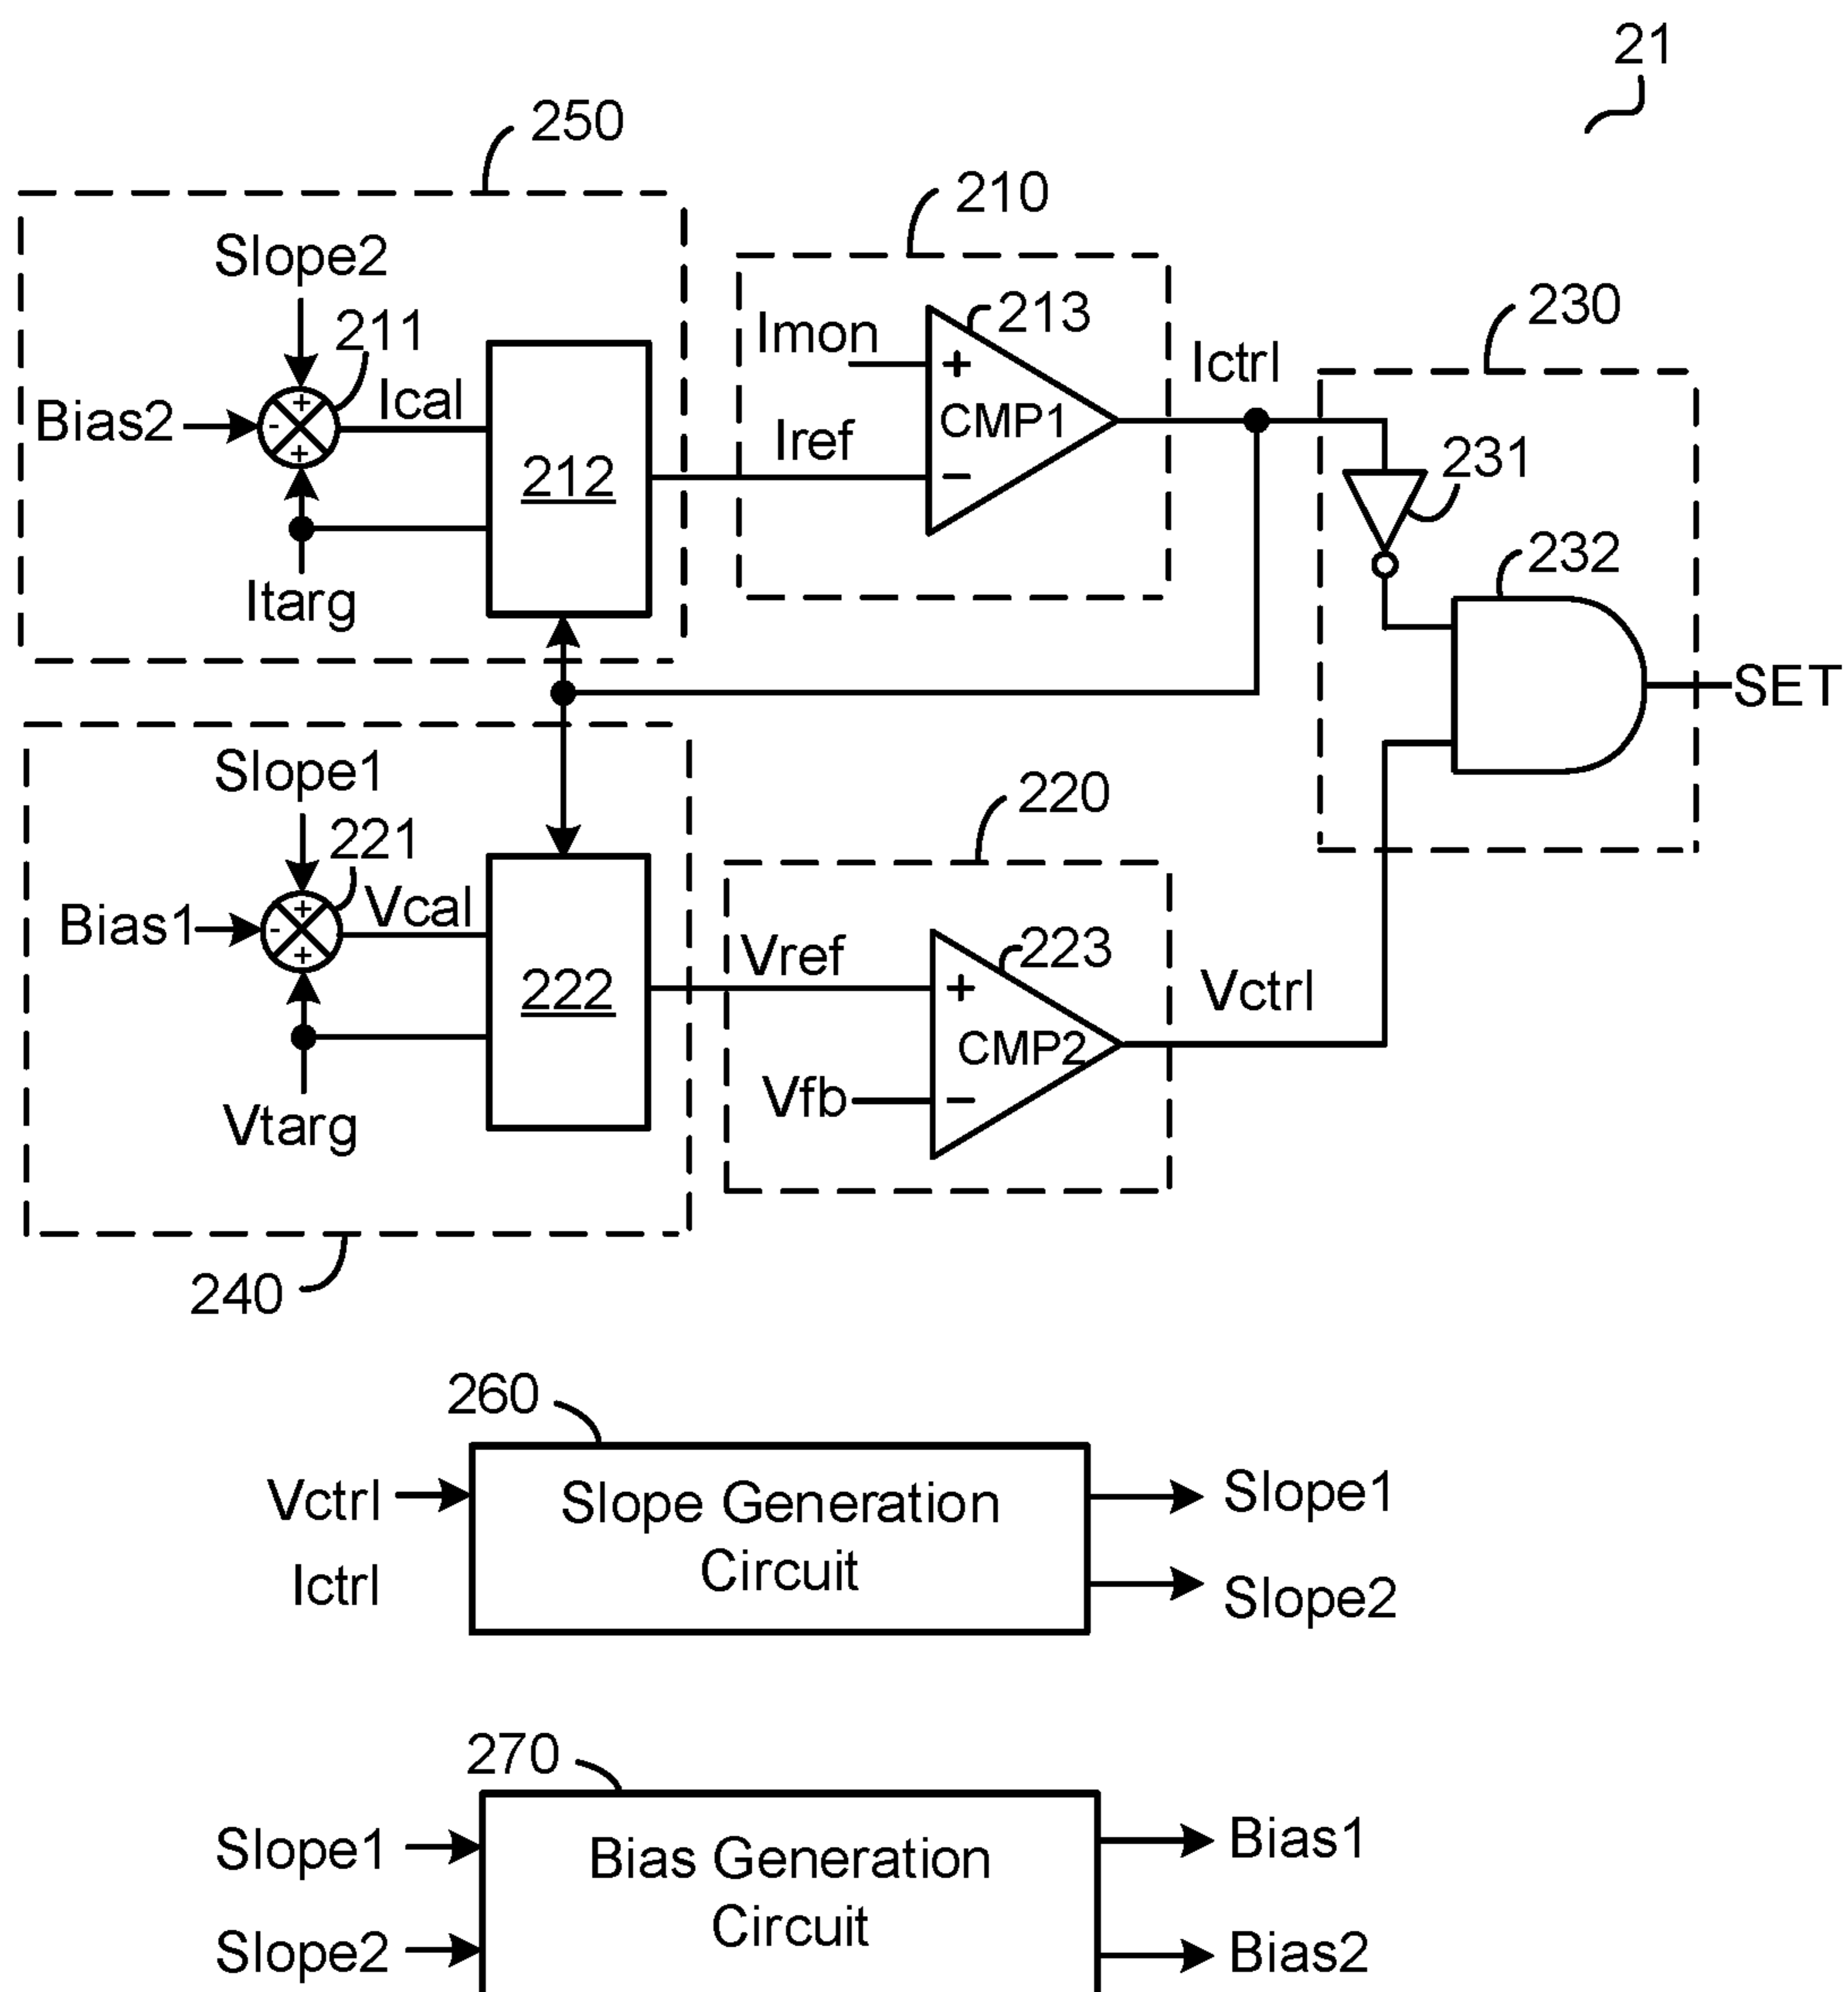 21
250
210
Slope2
213
230
211
Imon
+
Ictrl
+
Ical
Bias2
-
CMP1
Iref
+
212
−
231
232
Itarg
SET
Slope1
220
221
+
Vcal
Bias1
-
Vref
223
+
222
+
Vctrl
CMP2
Vfb
−
Vtarg
240
260
Vctrl
Slope Generation
Circuit
Slope1
Ictrl
Slope2
270
Slope1
Bias Generation
Circuit
Bias1
Slope2
Bias2